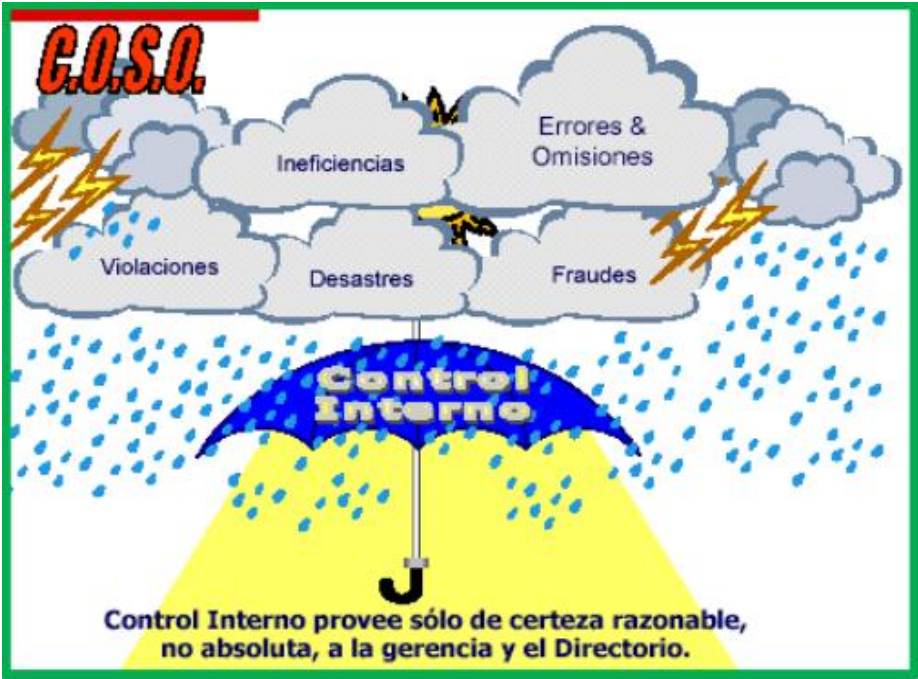 C.O.S.O.
Ineficiencias
Errores &
Omisiones
Violaciones
Desastres
Fraudes
Control
Interno
Control Interno provee sólo de certeza razonable,
no absoluta, a la gerencia y el Directorio.